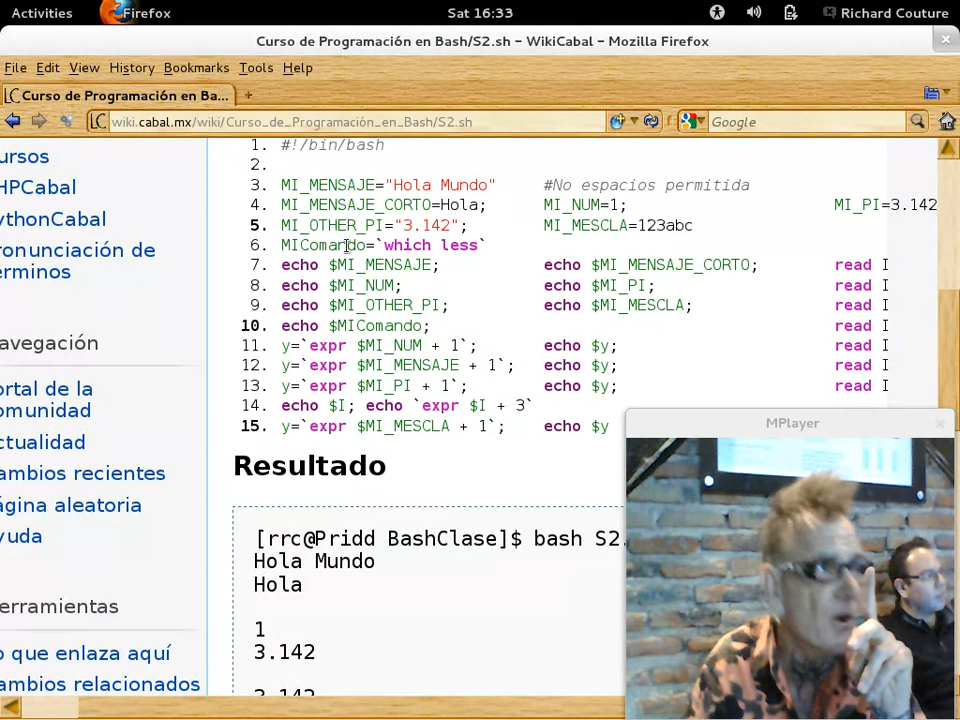 Activities Firefox Sat 16:33 Richard Couture
Curso de Programación en Bash/S2.sh – WikiCabal – Mozilla Firefox
File Edit View History Bookmarks Tools Help
Curso de Programación en Ba... +
wiki.cabal.mx/wiki/Curso_de_Programación_en_Bash/S2.sh Google
ursos
HPCabal
ythonCabal
ronunciación de
rminos
avegación
ortal de la
omunidad
ctualidad
ambios recientes
ágina aleatoria
yuda
erramientas
o que enlaza aquí
ambios relacionados
1. #!/bin/bash
2.
3. MI_MENSAJE="Hola Mundo" #No espacios permitida
4. MI_MENSAJE_CORTO=Hola; MI_NUM=1; MI_PI=3.142
5. MI_OTHER_PI="3.142"; MI_MESCLA=123abc
6. MIComando=`which less`
7. echo $MI_MENSAJE; echo $MI_MENSAJE_CORTO; read I
8. echo $MI_NUM; echo $MI_PI; read I
9. echo $MI_OTHER_PI; echo $MI_MESCLA; read I
10. echo $MIComando; read I
11. y=`expr $MI_NUM + 1`; echo $y; read I
12. y=`expr $MI_MENSAJE + 1`; echo $y; read I
13. y=`expr $MI_PI + 1`; echo $y; read I
14. echo $I; echo `expr $I + 3`
15. y=`expr $MI_MESCLA + 1`; echo $y
Resultado
[rrc@Pridd BashClase]$ bash S2.
Hola Mundo
Hola
1
3.142
3.142
MPlayer